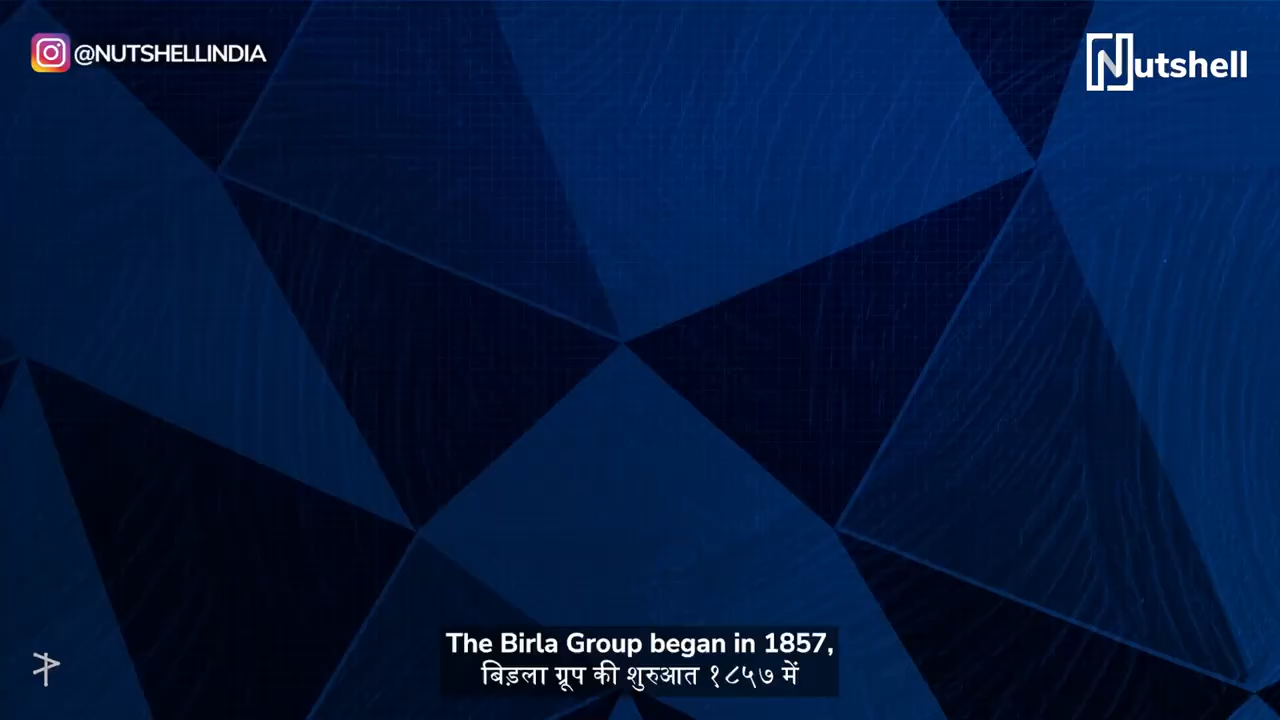 @NUTSHELLINDIA
Nutshell
The Birla Group began in 1857,
बिड़ला ग्रूप की शुरुआत १८५७ में